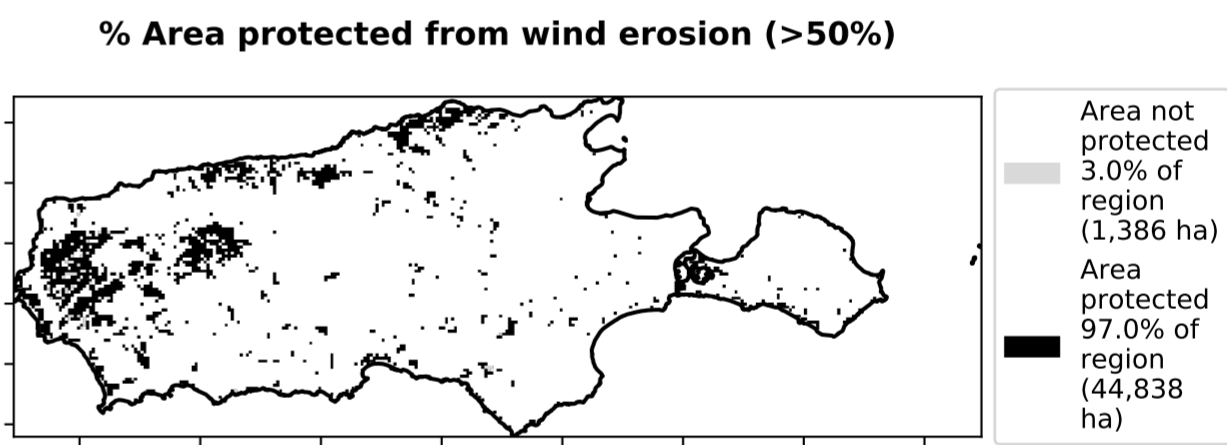 % Area protected from wind erosion (>50%)
Area not
protected
3.0% of
region
(1,386 ha)
Area
protected
97.0% of
region
(44,838
ha)